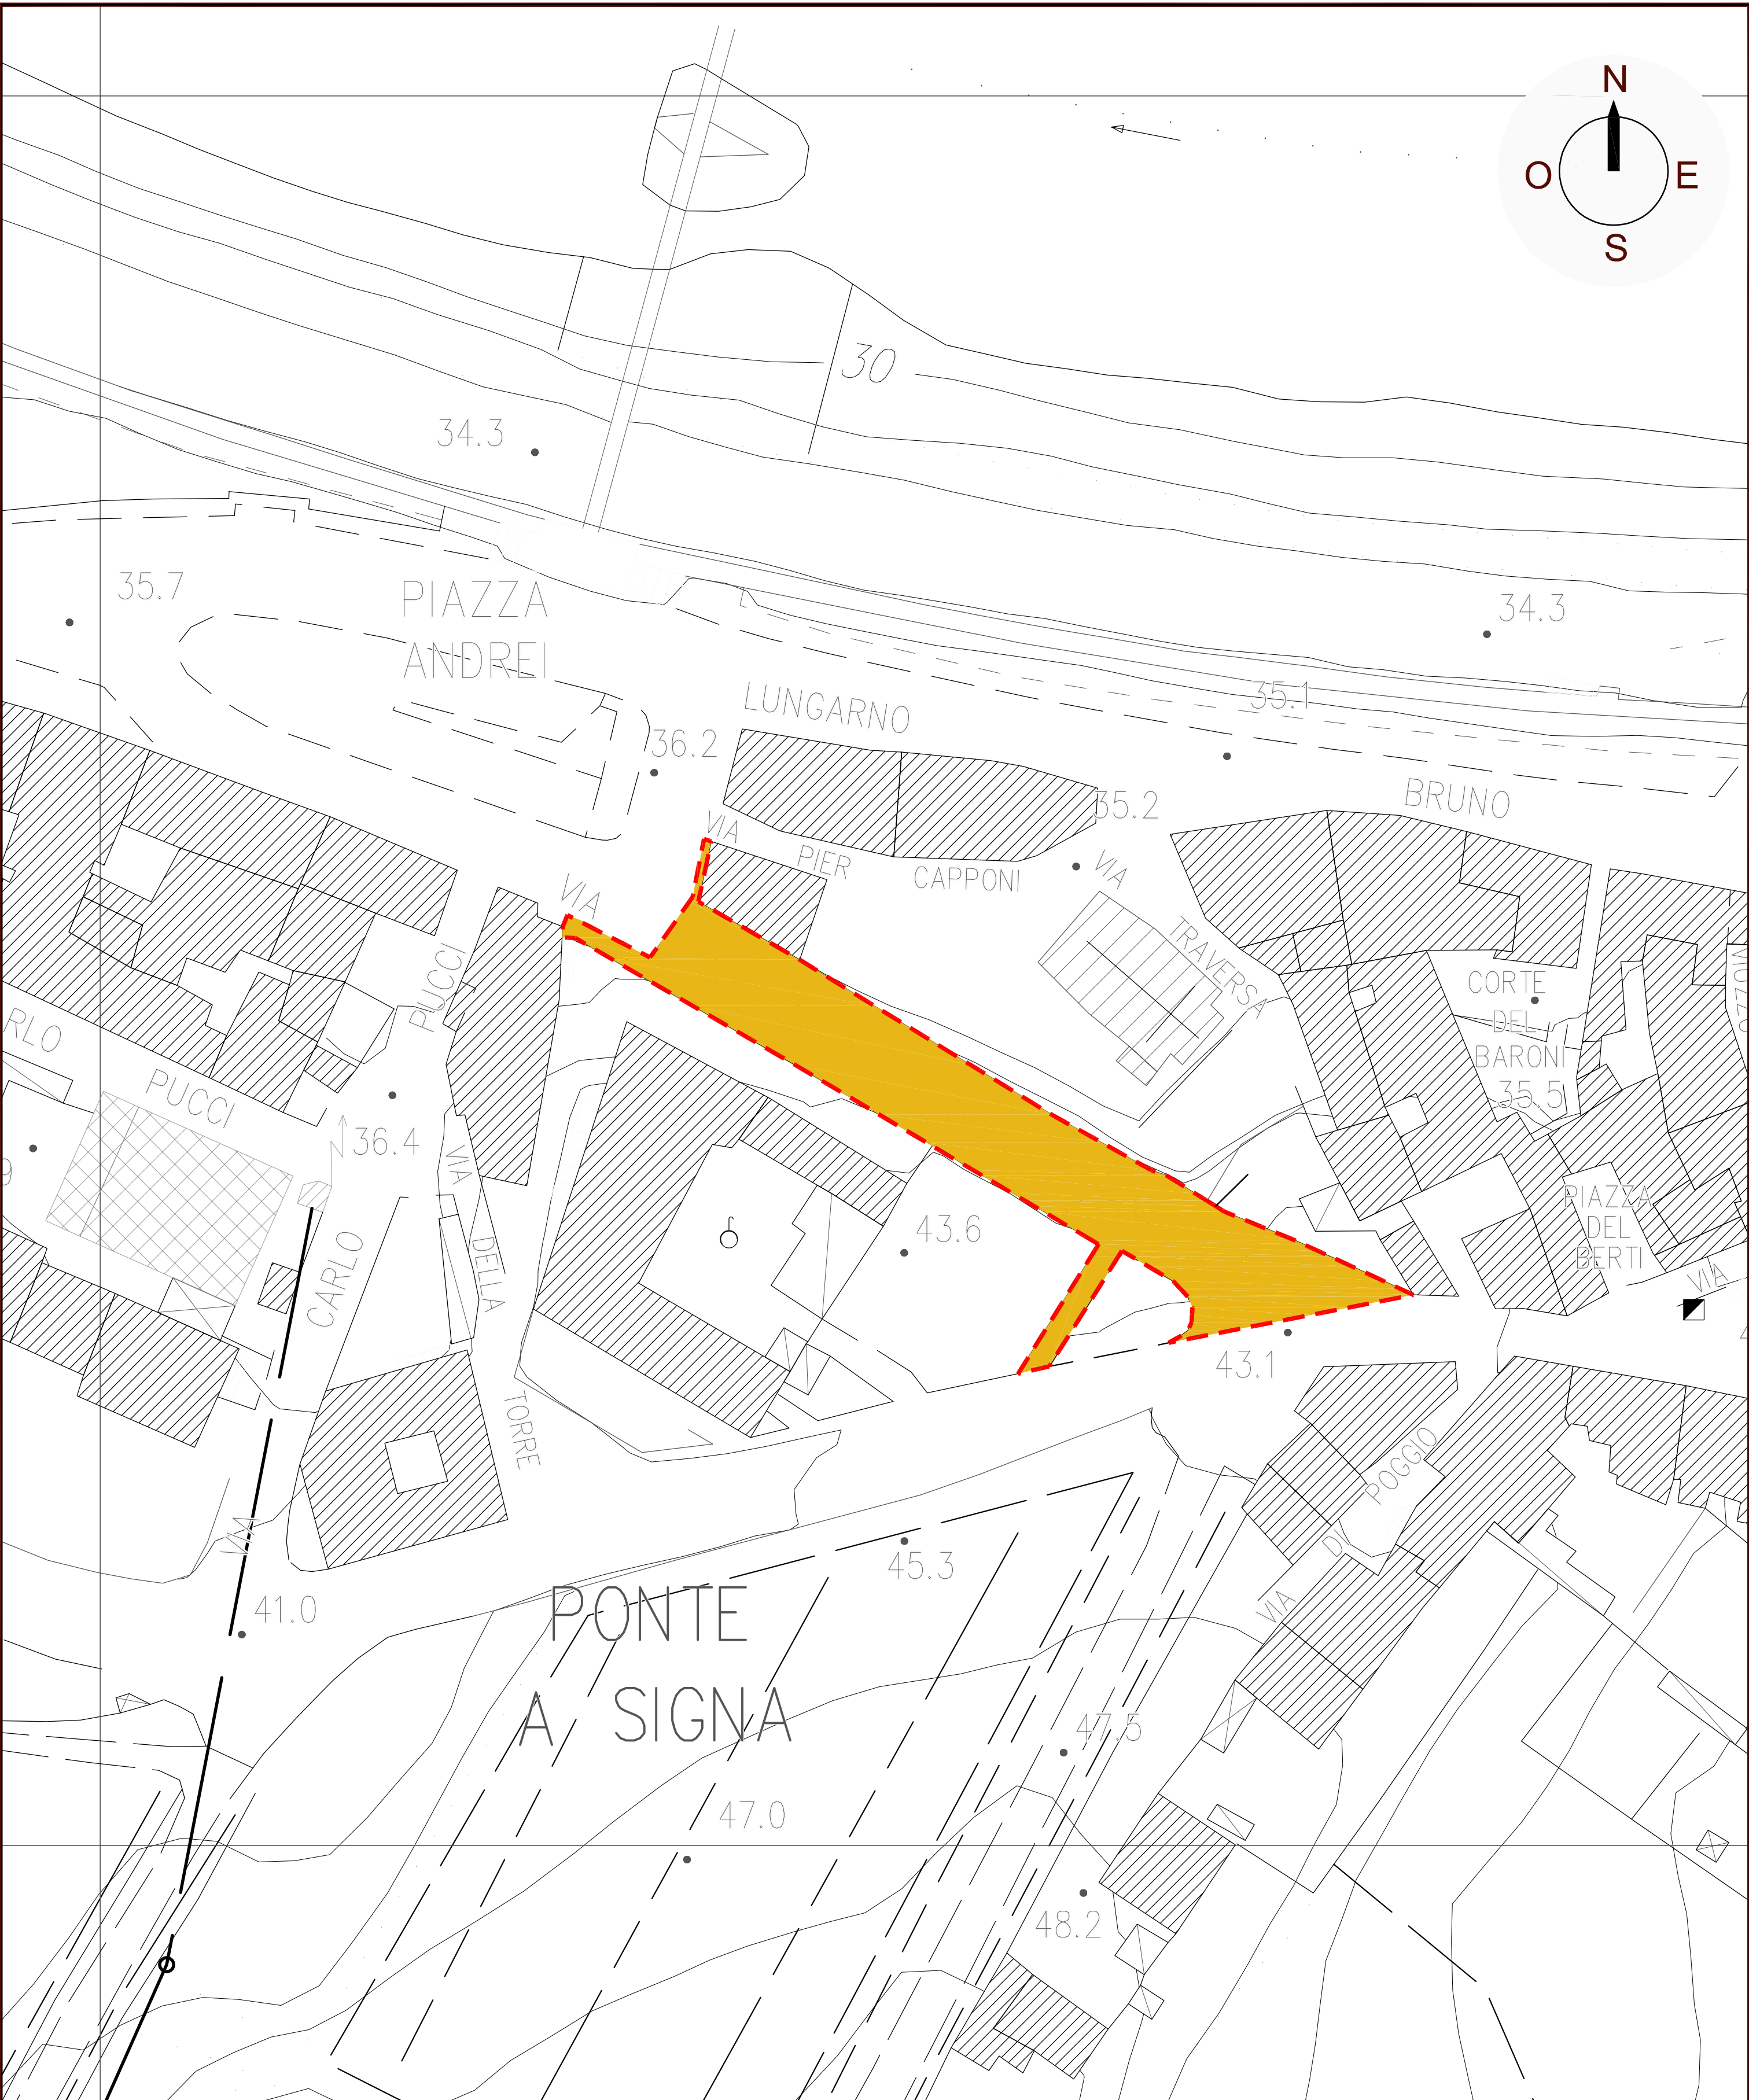 N
O
E
S
30
34.3
35.7
PIAZZA
ANDREI
34.3
35.1
LUNGARNO
36.2
BRUNO
35.2
VIA
PIER
CAPPONI
VIA
TRAVERSA
VIA
PUCCI
CORTE
DEL
BARONI
35.5
RLO
PUCCI
36.4
VIA
DELLA
TORRE
9
43.6
PIAZZA
DEL
BERTI
VIA
CARLO
VIA
43.1
4
POGGIO
DI
VIA
45.3
41.0
PONTE
A SIGNA
47.5
47.0
48.2